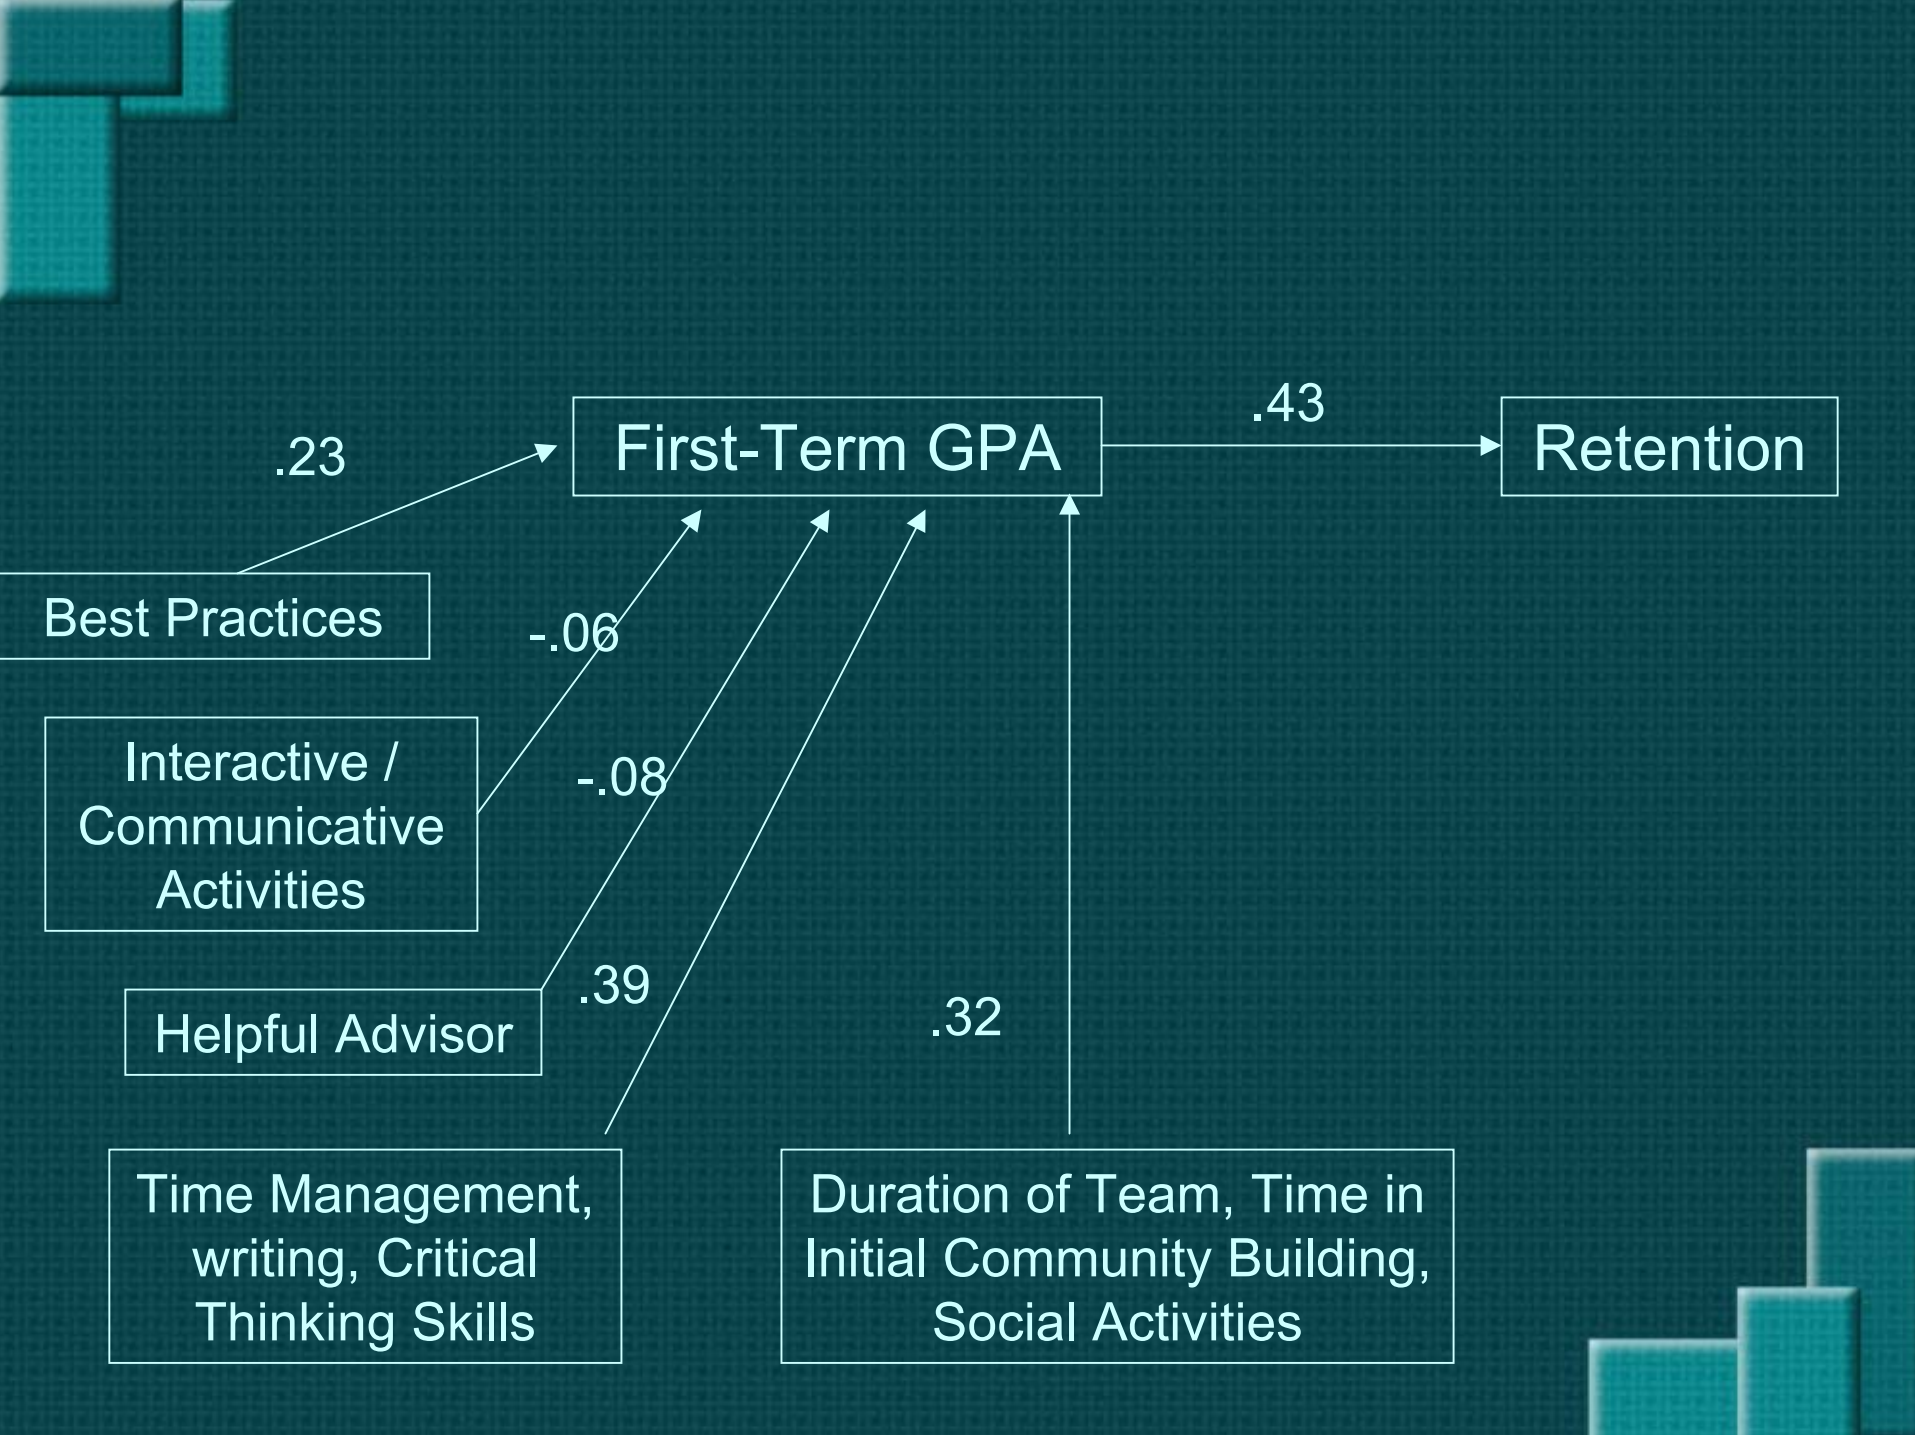 .43
First-Term GPA
Retention
.23
Best Practices
-.06
Interactive /
Communicative
Activities
-.08
Helpful Advisor
.39
.32
Time Management,
writing, Critical
Thinking Skills
Duration of Team, Time in
Initial Community Building,
Social Activities